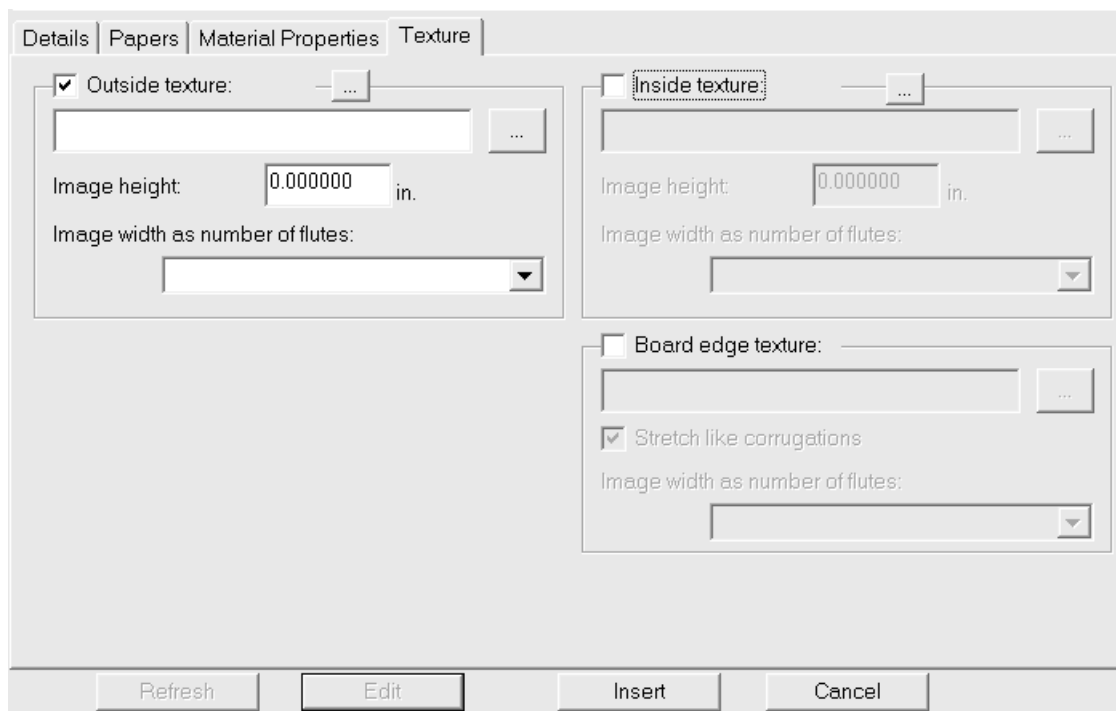 Details Papers Material Properties Texture
Outside texture: ...
...
Image height: 0.000000 in.
Image width as number of flutes:
Inside texture: ...
...
Image height: 0.000000 in.
Image width as number of flutes:
Board edge texture:
...
Stretch like corrugations
Image width as number of flutes:
Refresh Edit Insert Cancel